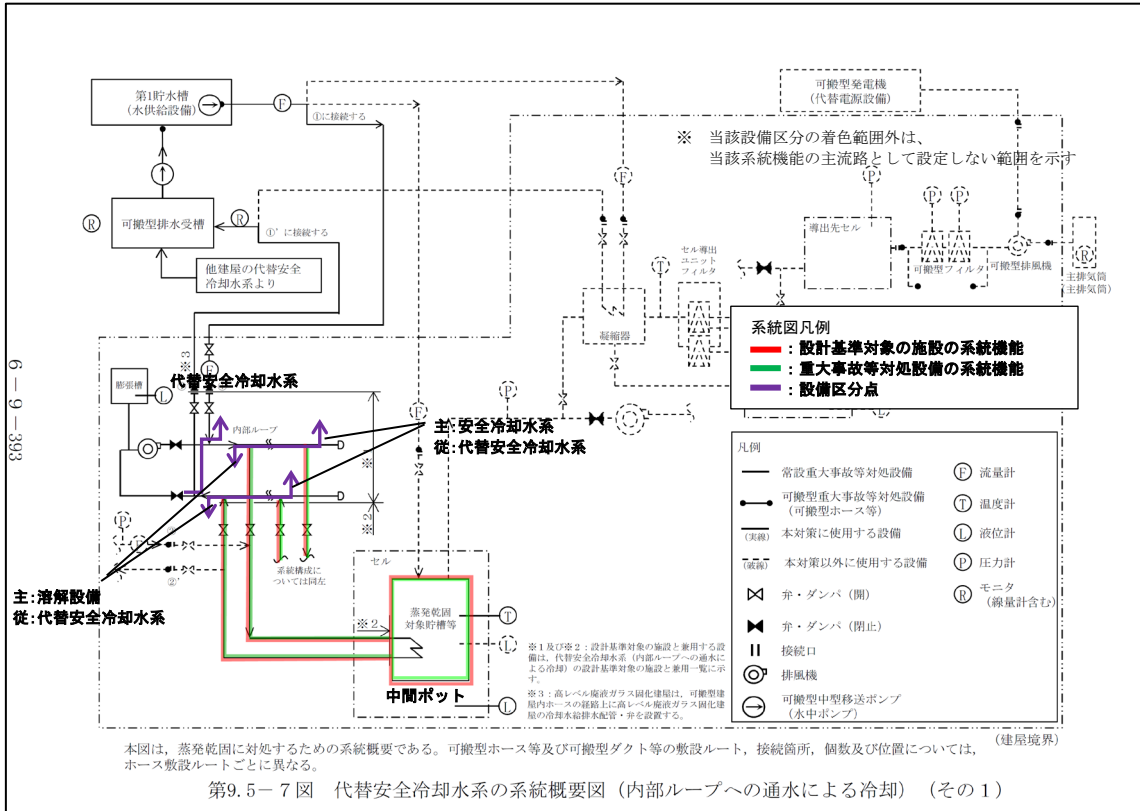 第1貯水槽
(水供給設備)
F
①に接続する
可搬型発電機
(代替電源設備)
※ 当該設備区分の着色範囲外は、
当該系統機能の主流路として設定しない範囲を示す
F
P
P
P
R
可搬型排水受槽
R
①'に接続する
他建屋の代替安全
冷却水系より
導出先セル
可搬型フィルタ
可搬型排風機
R
主排気筒
(主排気筒)
セル導出
ユニット
フィルタ
T
凝縮器
系統図凡例
:設計基準対象の施設の系統機能
:重大事故等対処設備の系統機能
:設備区分点
L
6-9-393
※3
F
代替安全冷却水系
膨張槽
L
内部ループ
P
F
主:安全冷却水系
従:代替安全冷却水系
※2
P
②'
系統構成に
ついては同左
主:溶解設備
従:代替安全冷却水系
セル
蒸発乾固
対象貯槽等
※2
T
L
中間ポット
L
※1及び※2:設計基準対象の施設と兼用する設
備は、代替安全冷却水系(内部ループへの通水に
よる冷却)の設計基準対象の施設と兼用一覧に示
す。
※3:高レベル廃液ガラス固化建屋は、可搬型建
屋内ホースの経路上に高レベル廃液ガラス固化建
屋の冷却水給排水配管・弁を設置する。
凡例
常設重大事故等対処設備
可搬型重大事故等対処設備
(可搬型ホース等)
(実線)
本対策に使用する設備
(破線)
本対策以外に使用する設備
弁・ダンパ(開)
弁・ダンパ(閉止)
接続口
排風機
可搬型中型移送ポンプ
(水中ポンプ)
F 流量計
T 温度計
L 液位計
P 圧力計
R モニタ
(線量計含む)
(建屋境界)
本図は,蒸発乾固に対処するための系統概要である。可搬型ホース等及び可搬型ダクト等の敷設ルート,接続箇所,個数及び位置については,
ホース敷設ルートごとに異なる。
第9.5-7図 代替安全冷却水系の系統概要図(内部ループへの通水による冷却)(その1)